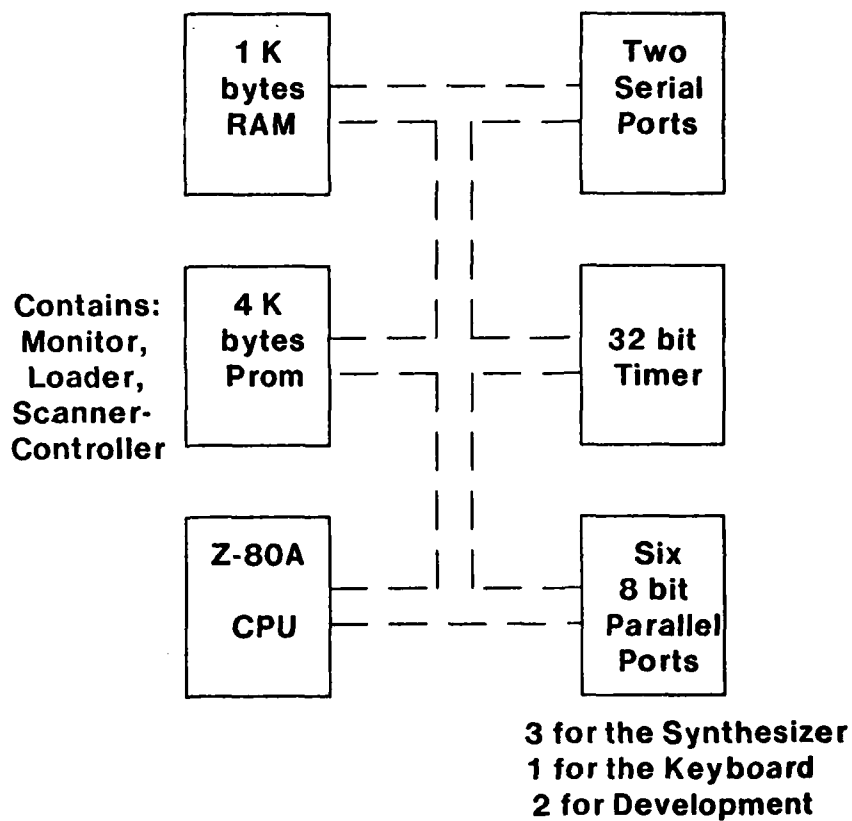 1 K
bytes
RAM
Two
Serial
Ports
Contains:
Monitor,
Loader,
Scanner-
Controller
4 K
bytes
Prom
32 bit
Timer
Z-80A
CPU
Six
8 bit
Parallel
Ports
3 for the Synthesizer
1 for the Keyboard
2 for Development